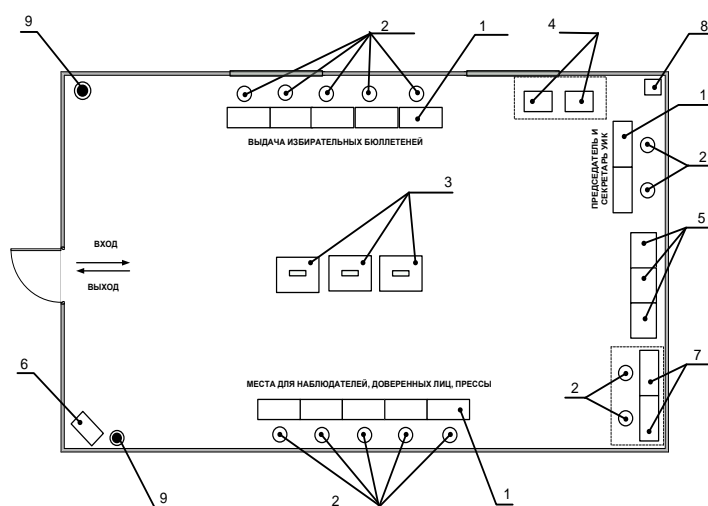 9
2
1
4
8
1
ВЫДАЧА ИЗБИРАТЕЛЬНЫХ БЮЛЛЕТЕНЕЙ
ПРЕДСЕДАТЕЛЬ И
СЕКРЕТАРЬ УИК
2
3
5
ВХОД
ВЫХОД
6
МЕСТА ДЛЯ НАБЛЮДАТЕЛЕЙ, ДОВЕРЕННЫХ ЛИЦ, ПРЕССЫ
7
2
9
2
1